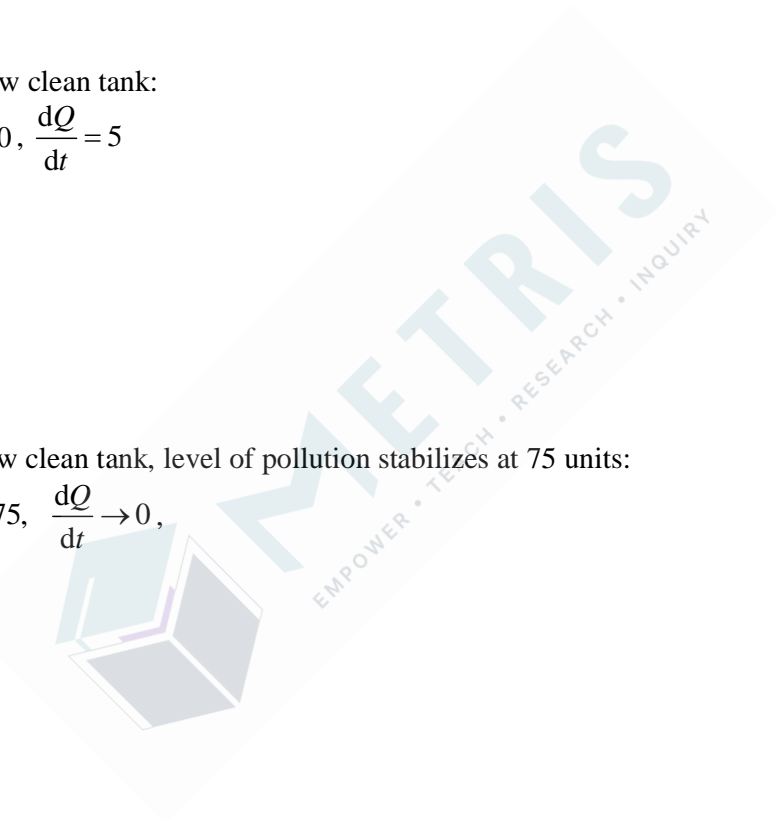 w clean tank:
0 , dQ/dt = 5
w clean tank, level of pollution stabilizes at 75 units:
75, dQ/dt → 0 ,
METRIS
EMPOWER • TEACH • RESEARCH • INQUIRY